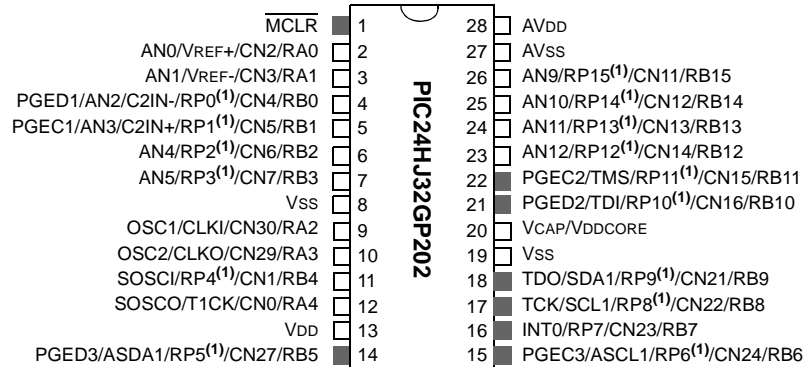 MCLR 1 28 AVDD
AN0/VREF+/CN2/RA0 2 27 AVSS
AN1/VREF-/CN3/RA1 3 26 AN9/RP15(1)/CN11/RB15
PGED1/AN2/C2IN-/RP0(1)/CN4/RB0 4 25 AN10/RP14(1)/CN12/RB14
PGEC1/AN3/C2IN+/RP1(1)/CN5/RB1 5 24 AN11/RP13(1)/CN13/RB13
AN4/RP2(1)/CN6/RB2 6 23 AN12/RP12(1)/CN14/RB12
AN5/RP3(1)/CN7/RB3 7 22 PGEC2/TMS/RP11(1)/CN15/RB11
VSS 8 21 PGED2/TDI/RP10(1)/CN16/RB10
OSC1/CLKI/CN30/RA2 9 20 VCAP/VDDCORE
OSC2/CLKO/CN29/RA3 10 19 VSS
SOSCI/RP4(1)/CN1/RB4 11 18 TDO/SDA1/RP9(1)/CN21/RB9
SOSCO/T1CK/CN0/RA4 12 17 TCK/SCL1/RP8(1)/CN22/RB8
VDD 13 16 INT0/RP7/CN23/RB7
PGED3/ASDA1/RP5(1)/CN27/RB5 14 15 PGEC3/ASCL1/RP6(1)/CN24/RB6
PIC24HJ32GP202